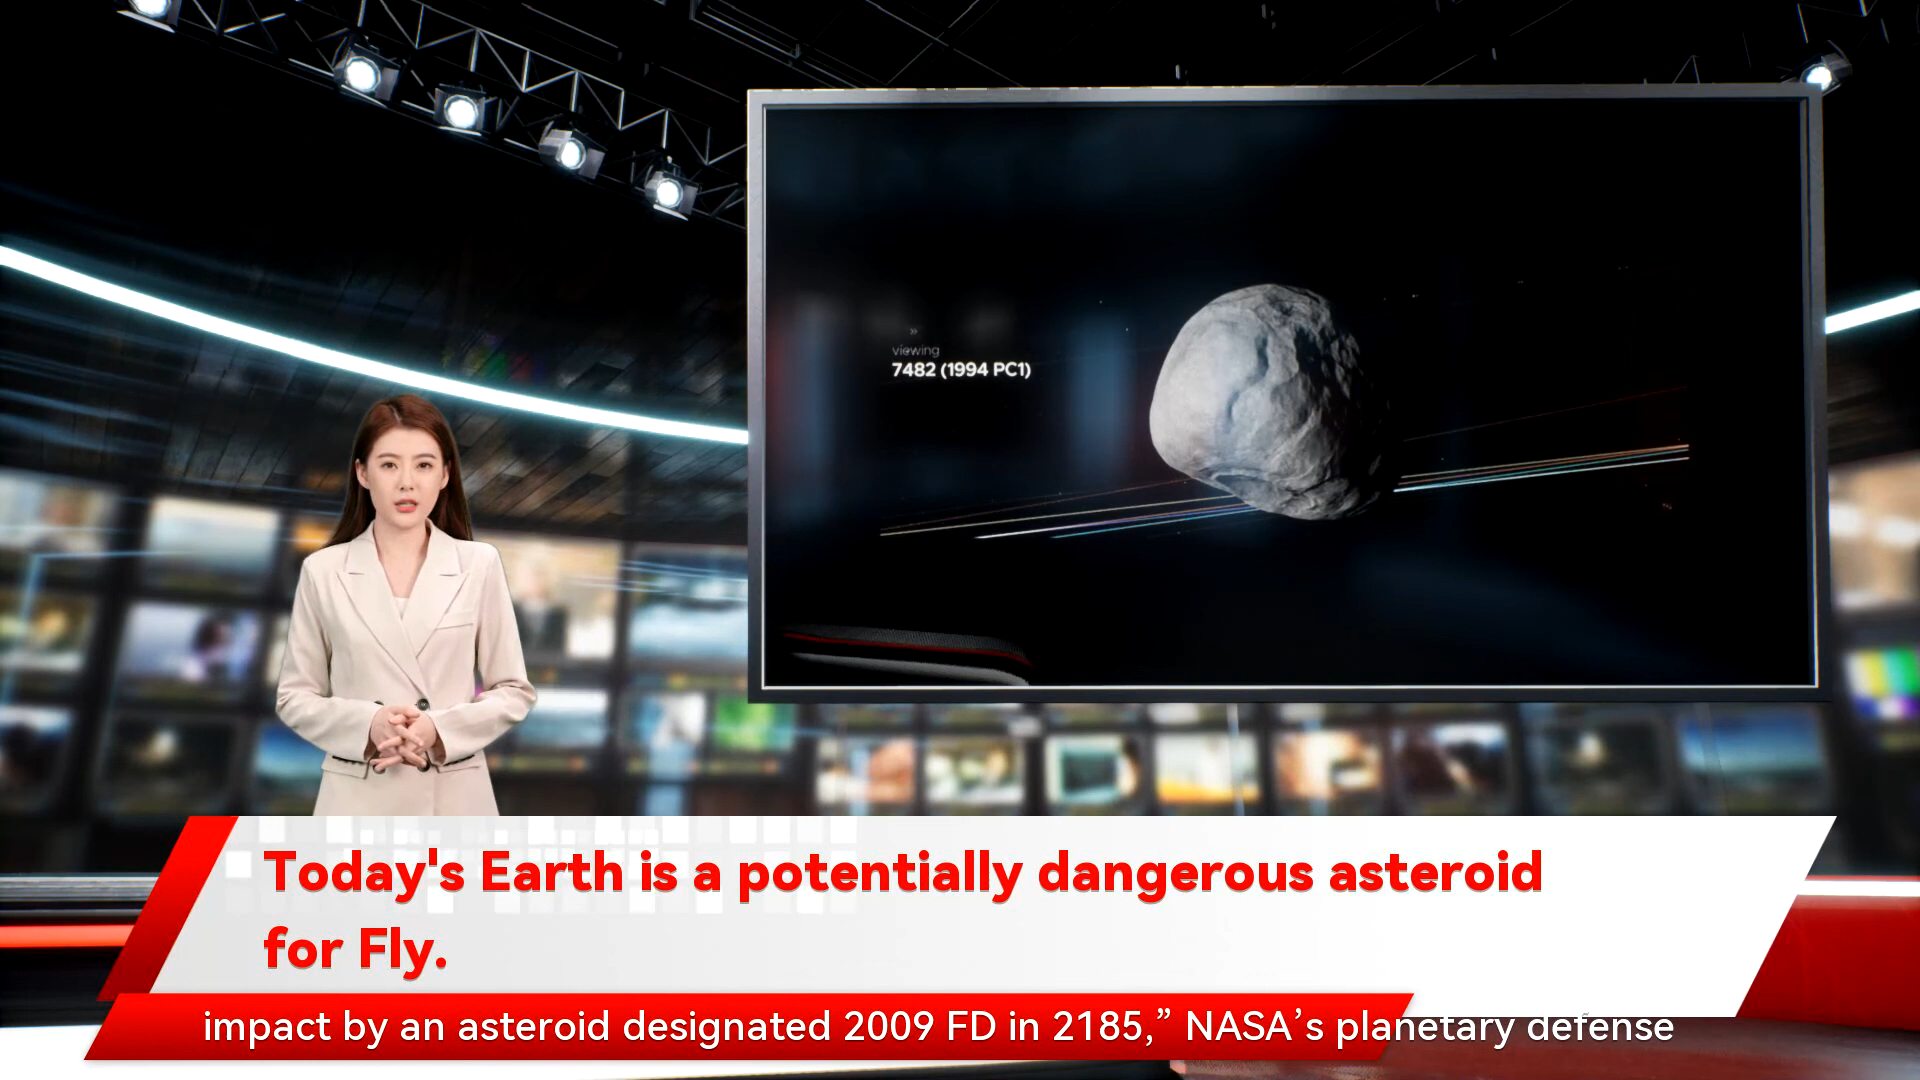 viewing
7482 (1994 PC1)
Today's Earth is a potentially dangerous asteroid
for Fly.
impact by an asteroid designated 2009 FD in 2185,” NASA’s planetary defense